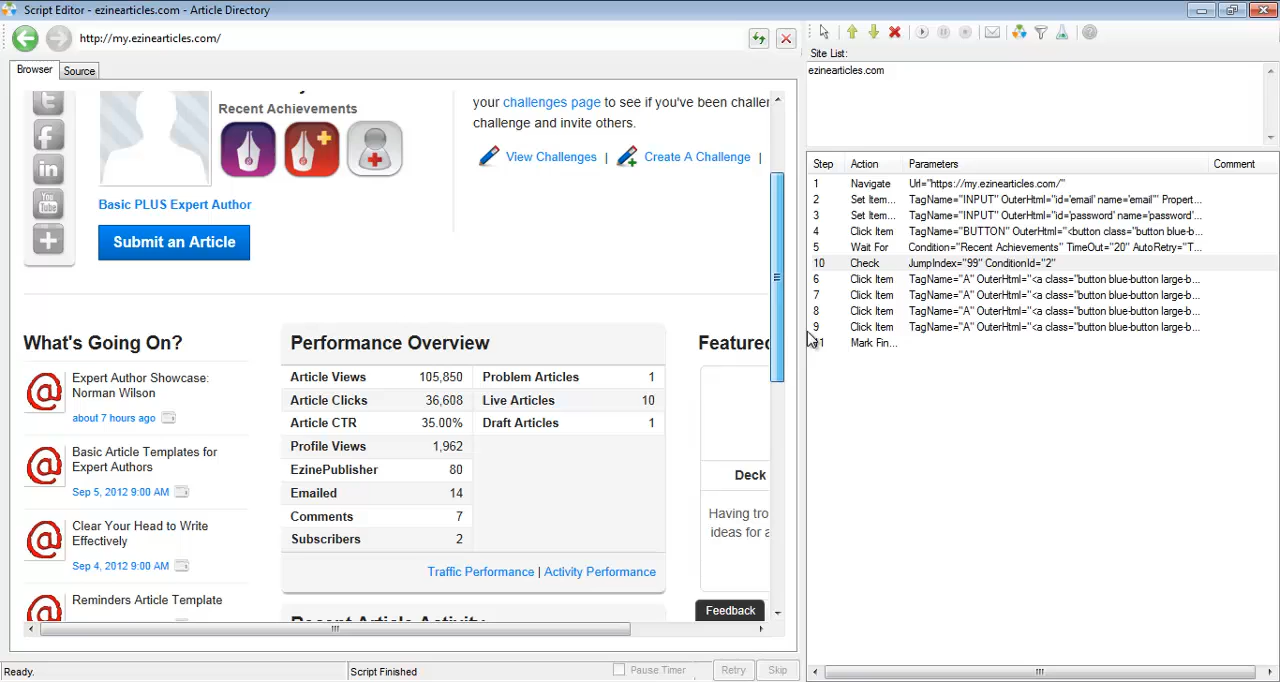 Script Editor - ezinearticles.com - Article Directory
http://my.ezinearticles.com/
Browser
Source
Recent Achievements
Basic PLUS Expert Author
Submit an Article
your challenges page to see if you've been challen
challenge and invite others.
View Challenges | Create A Challenge |
What's Going On?
Expert Author Showcase:
Norman Wilson
about 7 hours ago
Basic Article Templates for
Expert Authors
Sep 5, 2012 9:00 AM
Clear Your Head to Write
Effectively
Sep 4, 2012 9:00 AM
Reminders Article Template
Performance Overview
Article Views 105,850 Problem Articles 1
Article Clicks 36,608 Live Articles 10
Article CTR 35.00% Draft Articles 1
Profile Views 1,962
EzinePublisher 80
Emailed 14
Comments 7
Subscribers 2
Traffic Performance | Activity Performance
Recent Article Activity
Featured
Deck
Having tro
ideas for a
Feedback
Ready.
Script Finished
Pause Timer
Retry
Skip
Site List:
ezinearticles.com
Step Action Parameters Comment
1 Navigate Url="https://my.ezinearticles.com/"
2 Set Item... TagName="INPUT" OuterHtml="id='email' name='email'" Propert...
3 Set Item... TagName="INPUT" OuterHtml="id='password' name='password'...
4 Click Item TagName="BUTTON" OuterHtml="<button class="button blue-b...
5 Wait For Condition="Recent Achievements" TimeOut="20" AutoRetry="T...
10 Check JumpIndex="99" ConditionId="2"
6 Click Item TagName="A" OuterHtml="<a class="button blue-button large-b...
7 Click Item TagName="A" OuterHtml="<a class="button blue-button large-b...
8 Click Item TagName="A" OuterHtml="<a class="button blue-button large-b...
9 Click Item TagName="A" OuterHtml="<a class="button blue-button large-b...
11 Mark Fin...